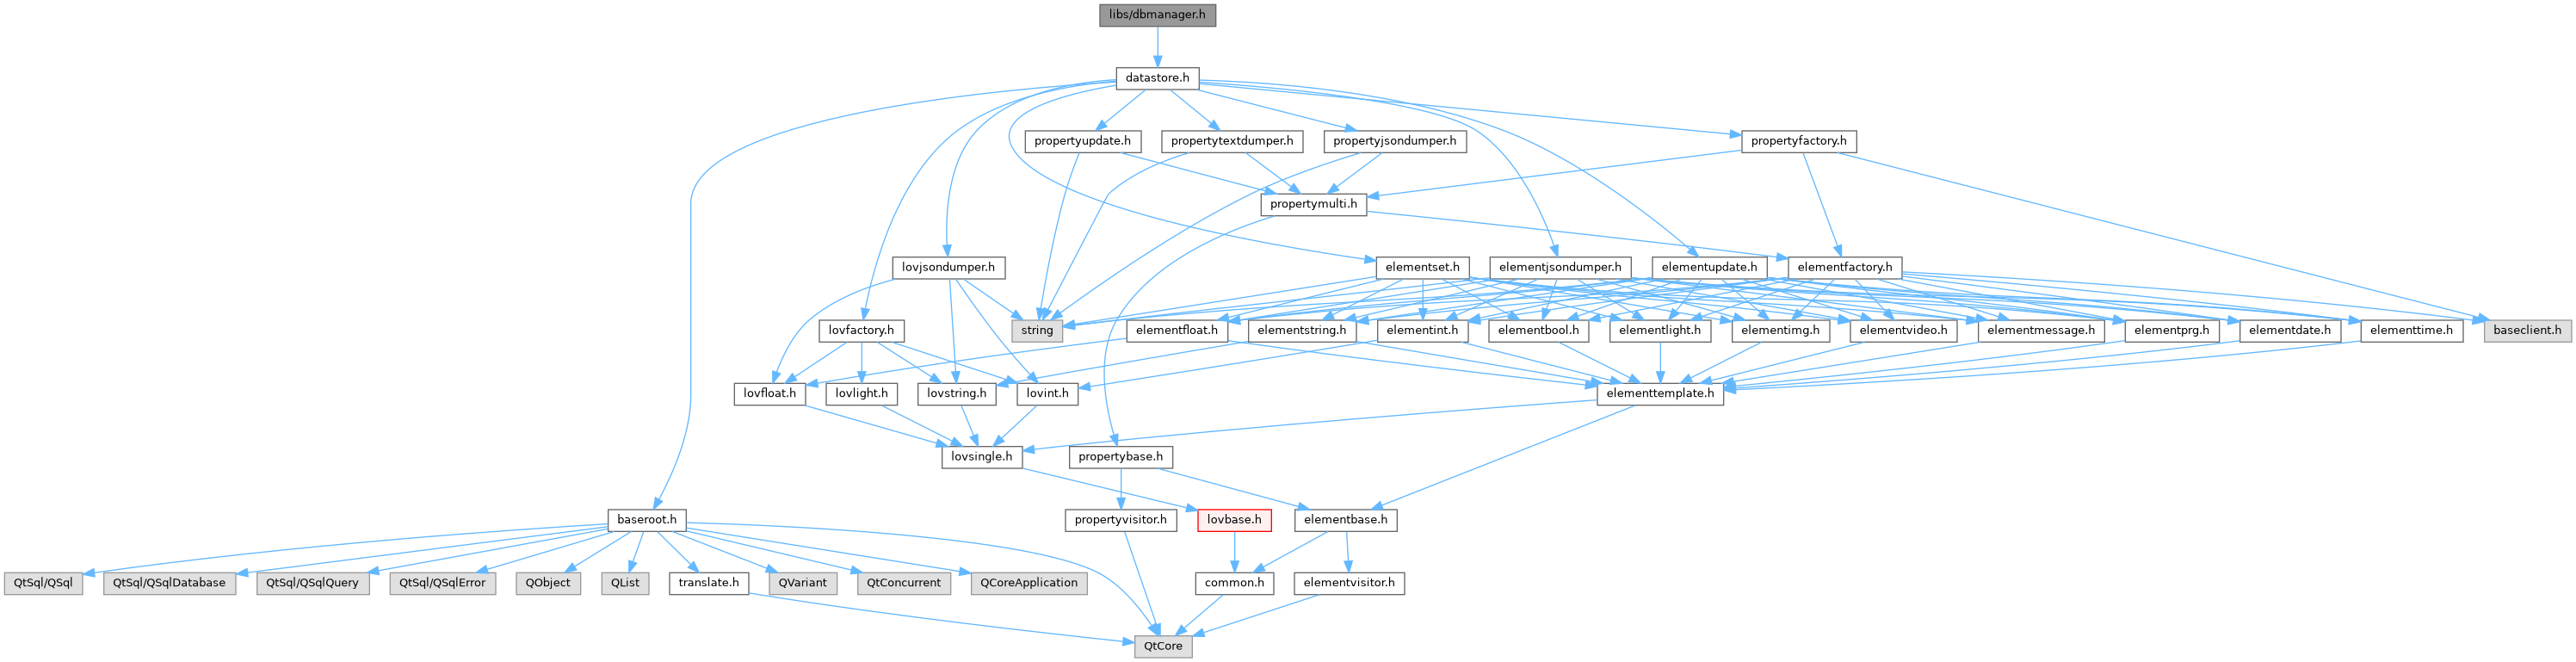 libs/dbmanager.h
datastore.h
propertyupdate.h
propertytextdumper.h
propertyjsondumper.h
propertyfactory.h
propertymulti.h
lovjsondumper.h
elementset.h
elementjsondumper.h
elementupdate.h
elementfactory.h
lovfactory.h
string
elementfloat.h
elementstring.h
elementint.h
elementbool.h
elementlight.h
elementimg.h
elementvideo.h
elementmessage.h
elementprg.h
elementdate.h
elementtime.h
baseclient.h
lovfloat.h
lovlight.h
lovstring.h
lovint.h
elementtemplate.h
lovsingle.h
propertybase.h
baseroot.h
propertyvisitor.h
lovbase.h
elementbase.h
QtSql/QSql
QtSql/QSqlDatabase
QtSql/QSqlQuery
QtSql/QSqlError
QObject
QList
translate.h
QVariant
QtConcurrent
QCoreApplication
common.h
elementvisitor.h
QtCore